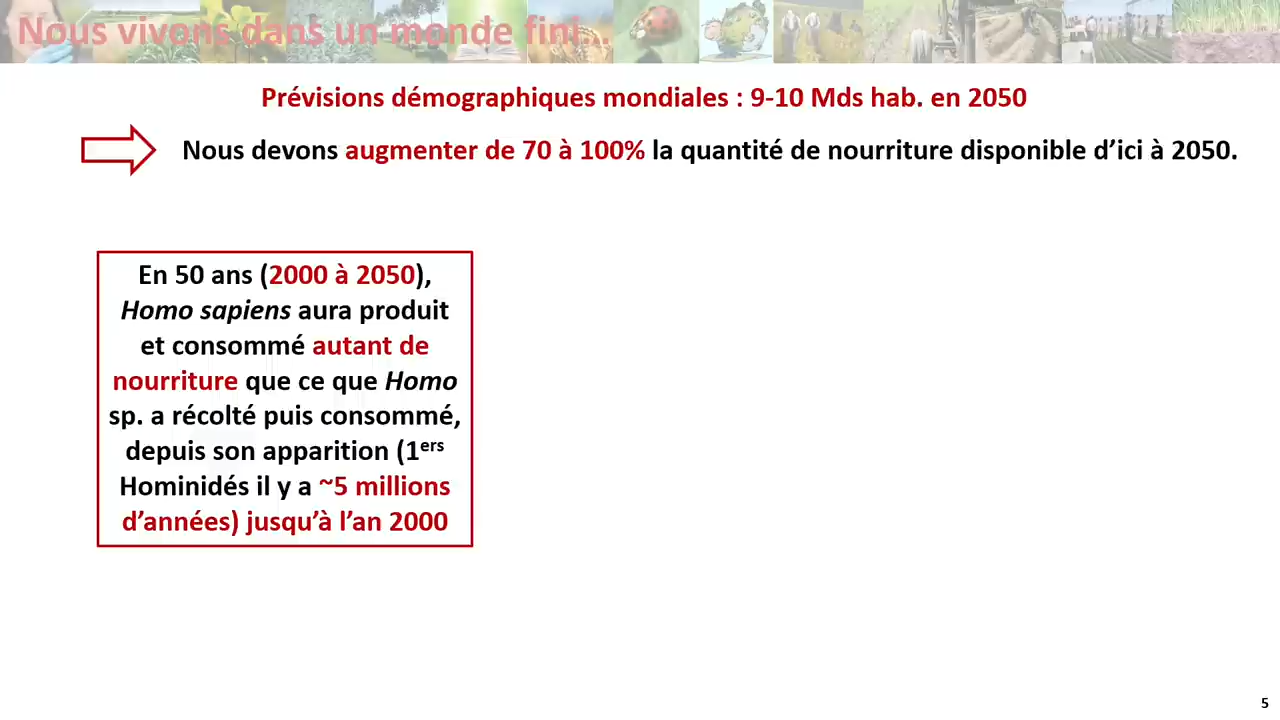 Nous vivons dans un monde fini...
Prévisions démographiques mondiales : 9-10 Mds hab. en 2050
Nous devons augmenter de 70 à 100% la quantité de nourriture disponible d’ici à 2050.
En 50 ans (2000 à 2050),
Homo sapiens aura produit
et consommé autant de
nourriture que ce que Homo
sp. a récolté puis consommé,
depuis son apparition (1ers
Hominidés il y a ~5 millions
d’années) jusqu’à l’an 2000
5